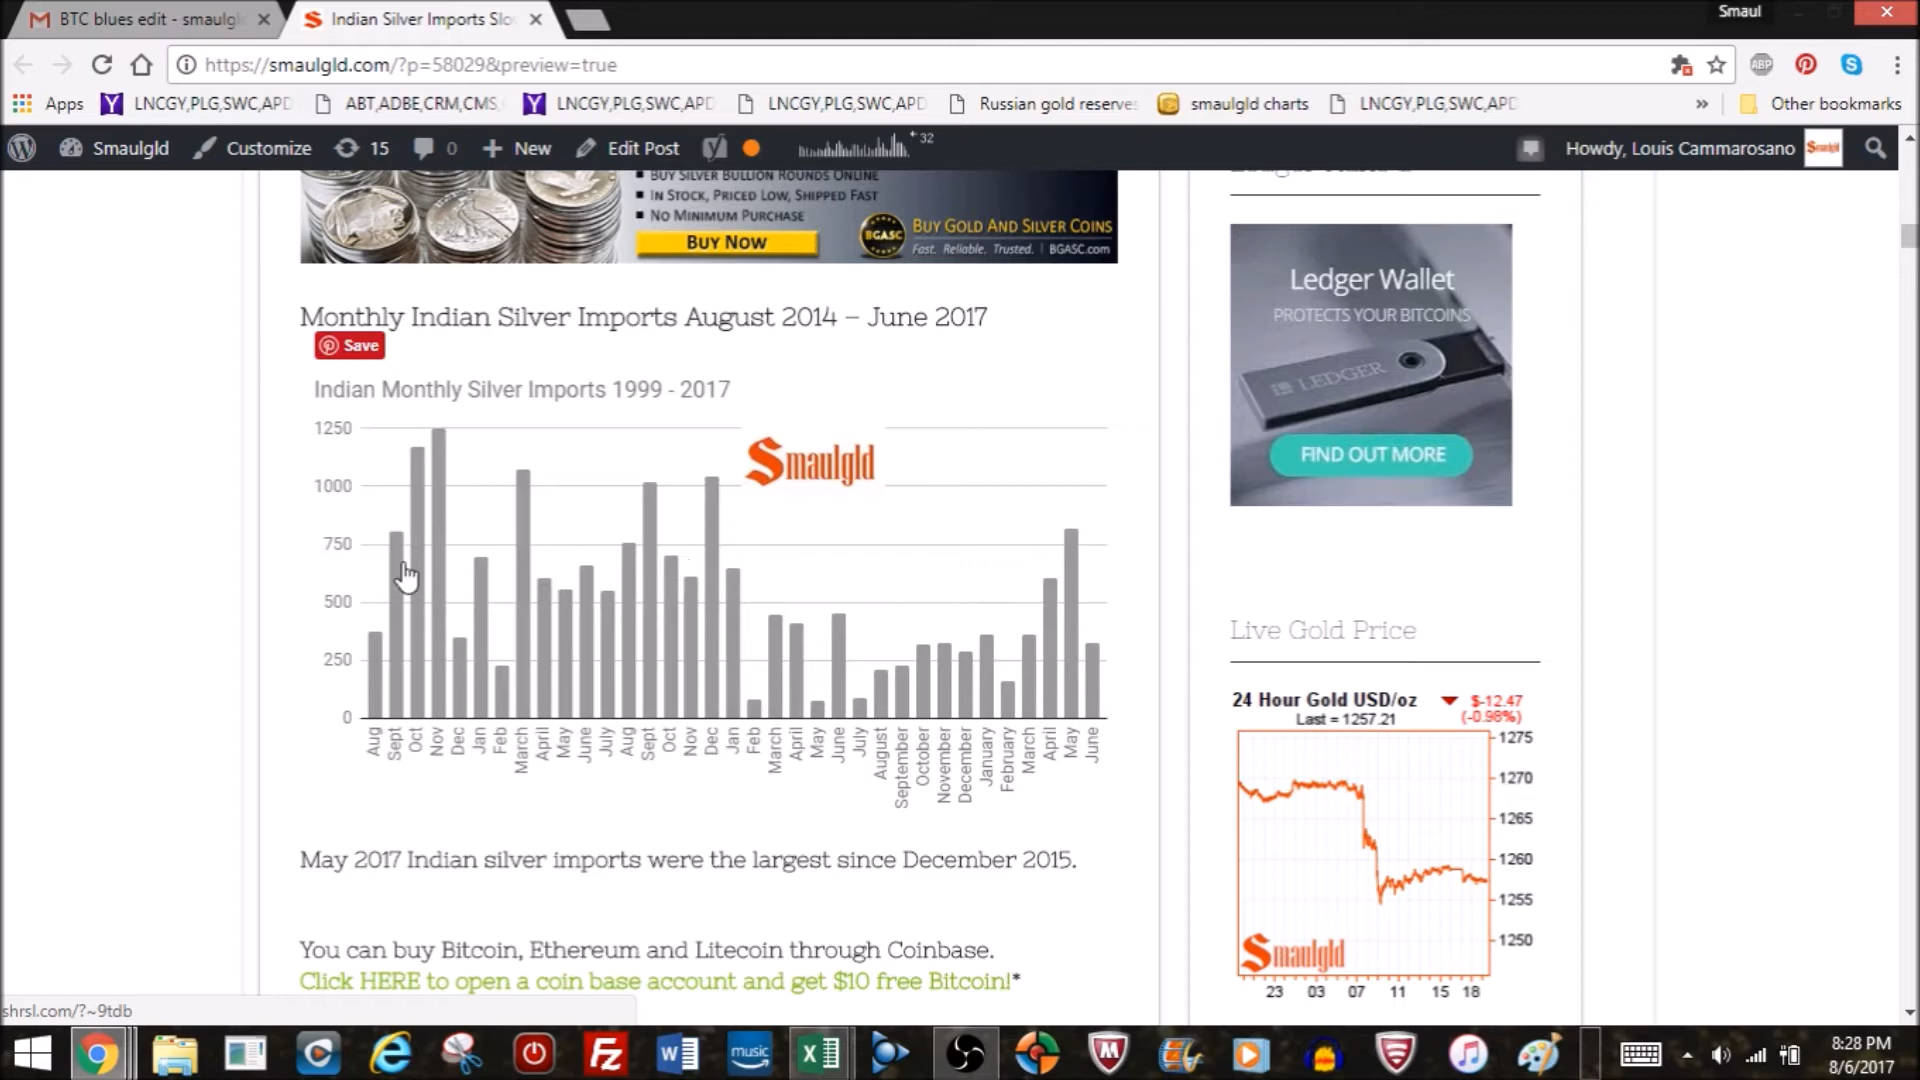 BTC blues edit - smaulgl
Indian Silver Imports Slo
Smaul
https://smaulgld.com/?p=58029&preview=true
ABP
Apps
LNCGY,PLG,SWC,APD
ABT,ADBE,CRM,CMS,
LNCGY,PLG,SWC,APD
LNCGY,PLG,SWC,APD
Russian gold reserves
smaulgld charts
LNCGY,PLG,SWC,APD
»
Other bookmarks
Smaulgld
Customize
15
0
New
Edit Post
32
Howdy, Louis Cammarosano
Smaulgld
BUY SILVER BULLION ROUNDS ONLINE
IN STOCK, PRICED LOW, SHIPPED FAST
NO MINIMUM PURCHASE
BUY NOW
BGASC
BUY GOLD AND SILVER COINS
Fast. Reliable. Trusted. | BGASC.com
Monthly Indian Silver Imports August 2014 – June 2017
Save
Indian Monthly Silver Imports 1999 - 2017
1250
1000
750
500
250
0
Smaulgld
Aug
Sept
Oct
Nov
Dec
Jan
Feb
March
April
May
June
July
Aug
Sept
Oct
Nov
Dec
Jan
Feb
March
April
May
June
July
August
September
October
November
December
January
February
March
April
May
June
May 2017 Indian silver imports were the largest since December 2015.
You can buy Bitcoin, Ethereum and Litecoin through Coinbase.
Click HERE to open a coin base account and get $10 free Bitcoin!*
shrsl.com/?~9tdb
Ledger Wallet
PROTECTS YOUR BITCOINS
LEDGER
FIND OUT MORE
Live Gold Price
24 Hour Gold USD/oz
$-12.47
Last = 1257.21
(-0.98%)
1275
1270
1265
1260
1255
1250
Smaulgld
23 03 07 11 15 18
music
8:28 PM
8/6/2017